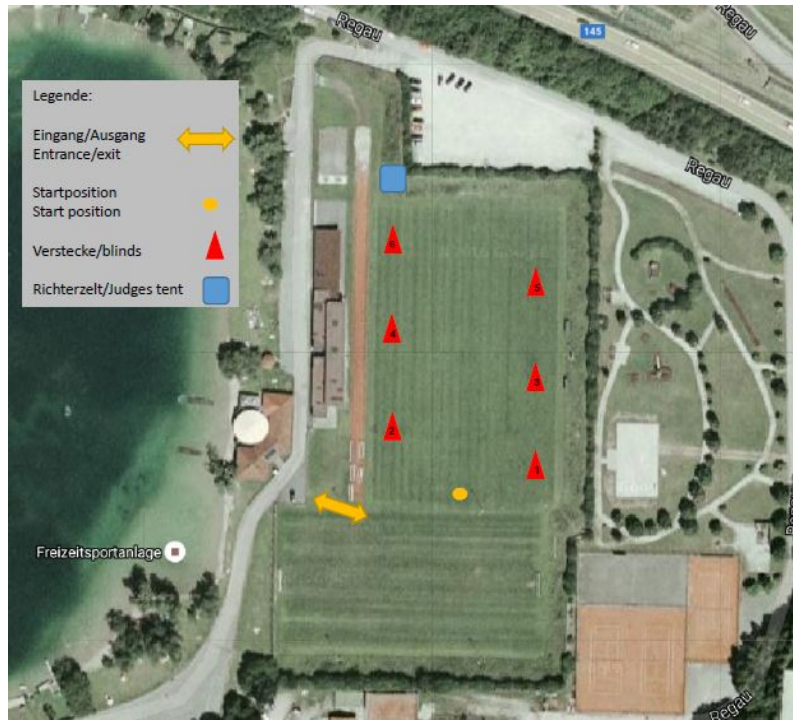 Regau
145
Regau
Legende:
Eingang/Ausgang
Entrance/exit
Startposition
Start position
Verstecke/blinds
Richterzelt/Judges tent
Regau
6
5
4
3
2
1
Freizeitsportanlage
Regau